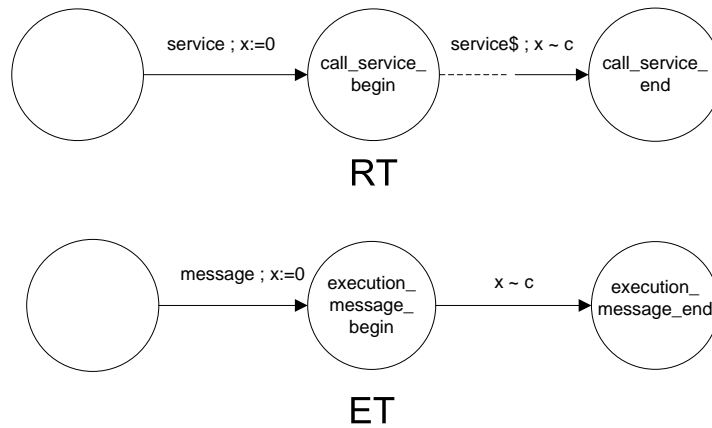 service ; x:=0
service$ ; x ~ c
call_service_
begin
call_service_
end
RT
message ; x:=0
x ~ c
execution_
message_
begin
execution_
message_end
ET